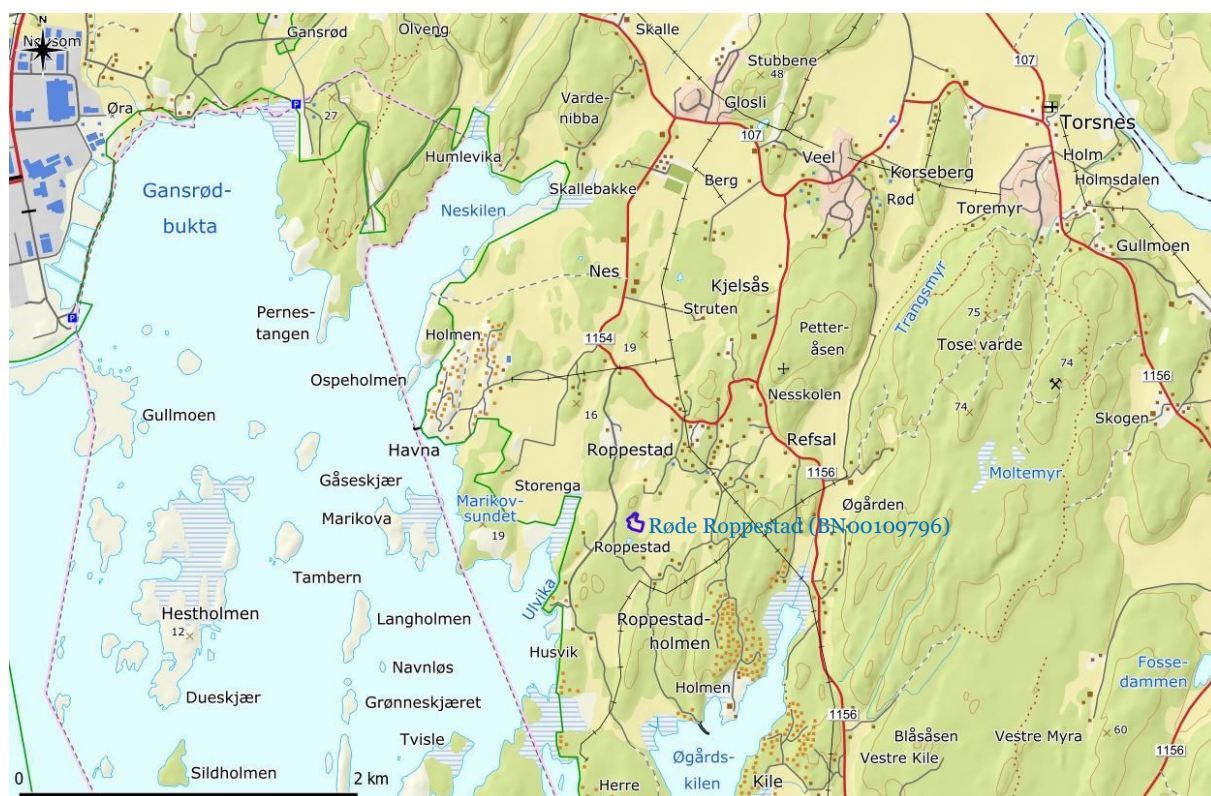 N
Gansrød
Olveng
Skalle
Stubbene
48
107
Øra
27
Varde-
nibba
Glosli
107
Torsnes
Humlevika
Veel
Holm
Gansrød-
bukta
Skallebakke
Berg
Korseberg
Holmsdalen
Neskilen
Rød
Toremyr
Gullmoen
Nes
Kjelsås
Trangsmyr
Pernes-
tangen
Struten
75
Holmen
1154
19
Petter-
åsen
Tose varde
74
1156
Ospeholmen
Nesskolen
Gullmoen
16
74
Skogen
Havna
Roppestad
Refsal
1156
Gåseskjær
Storenga
Moltemyr
Marikova
Marikov-
sundet
Øgården
19
Røde Roppestad (BN00109796)
Roppestad
Tambern
Ulvika
Hestholmen
12
Langholmen
Roppestad-
holmen
Navnløs
Husvik
Fosse-
dammen
Dueskjær
Grønneskjæret
Holmen
1156
Tvisle
Blåsåsen
Vestre Myra
60
1156
Vestre Kile
Øgårds-
kilen
0
2 km
Sildholmen
Herre
Kile
P
P